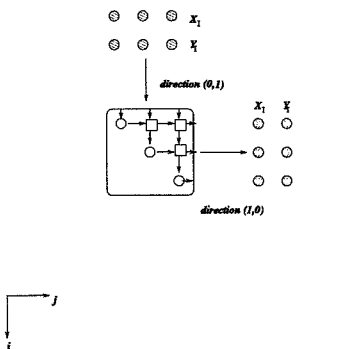 X1
Y1
direction (0,1)
X1 Y1
direction (1,0)
j
i